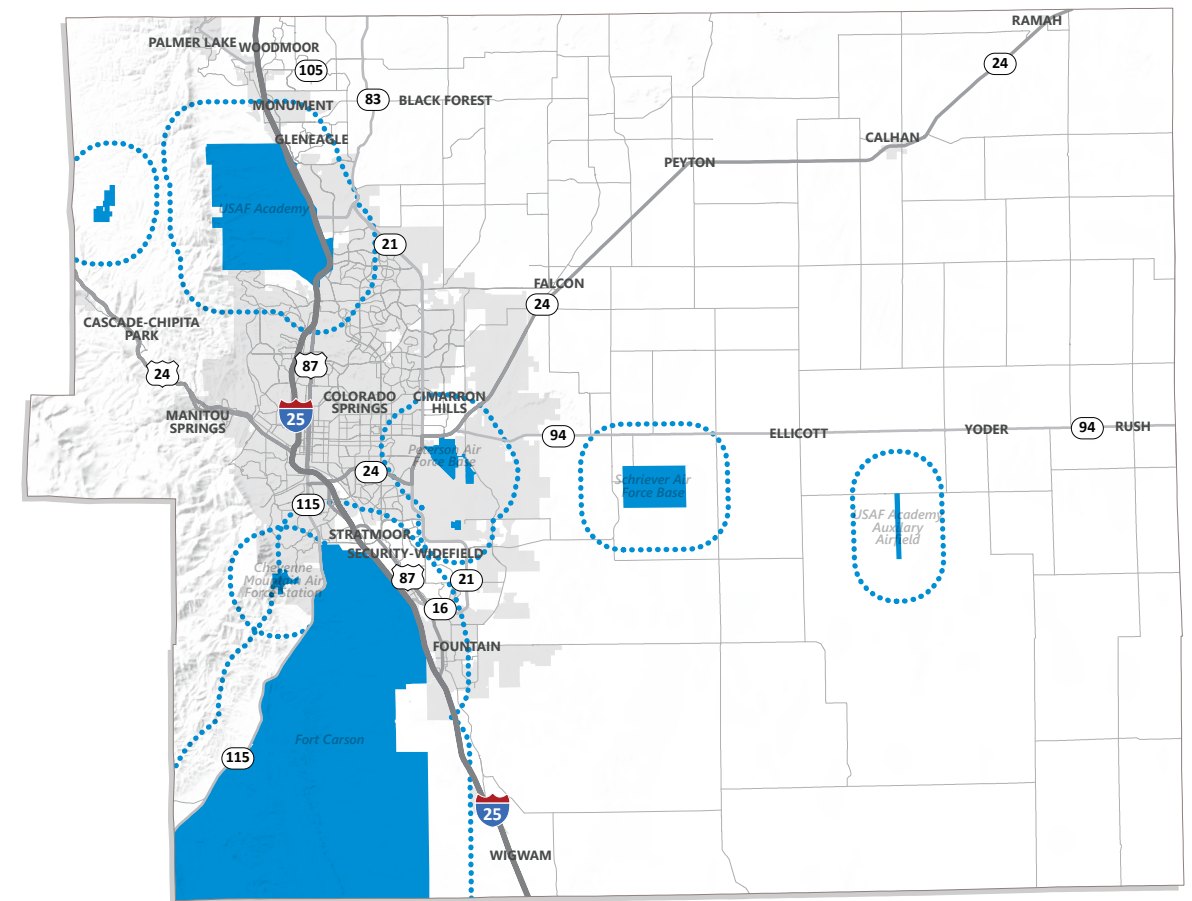 RAMAH
PALMER LAKE
WOODMOOR
24
105
83
BLACK FOREST
MONUMENT
GLENEAGLE
CALHAN
PEYTON
USAF Academy
21
FALCON
24
CASCADE-CHIPITA
PARK
87
24
COLORADO
SPRINGS
CIMARRON
HILLS
25
MANITOU
SPRINGS
94
ELLICOTT
YODER
94
RUSH
Peterson Air
Force Base
24
Schriever Air
Force Base
115
USAF Academy
Auxilary
Airfield
STRATMOOR
SECURITY-WIDEFIELD
Cheyenne
Mountain Air
Force Station
87
21
16
FOUNTAIN
Fort Carson
115
25
WIGWAM